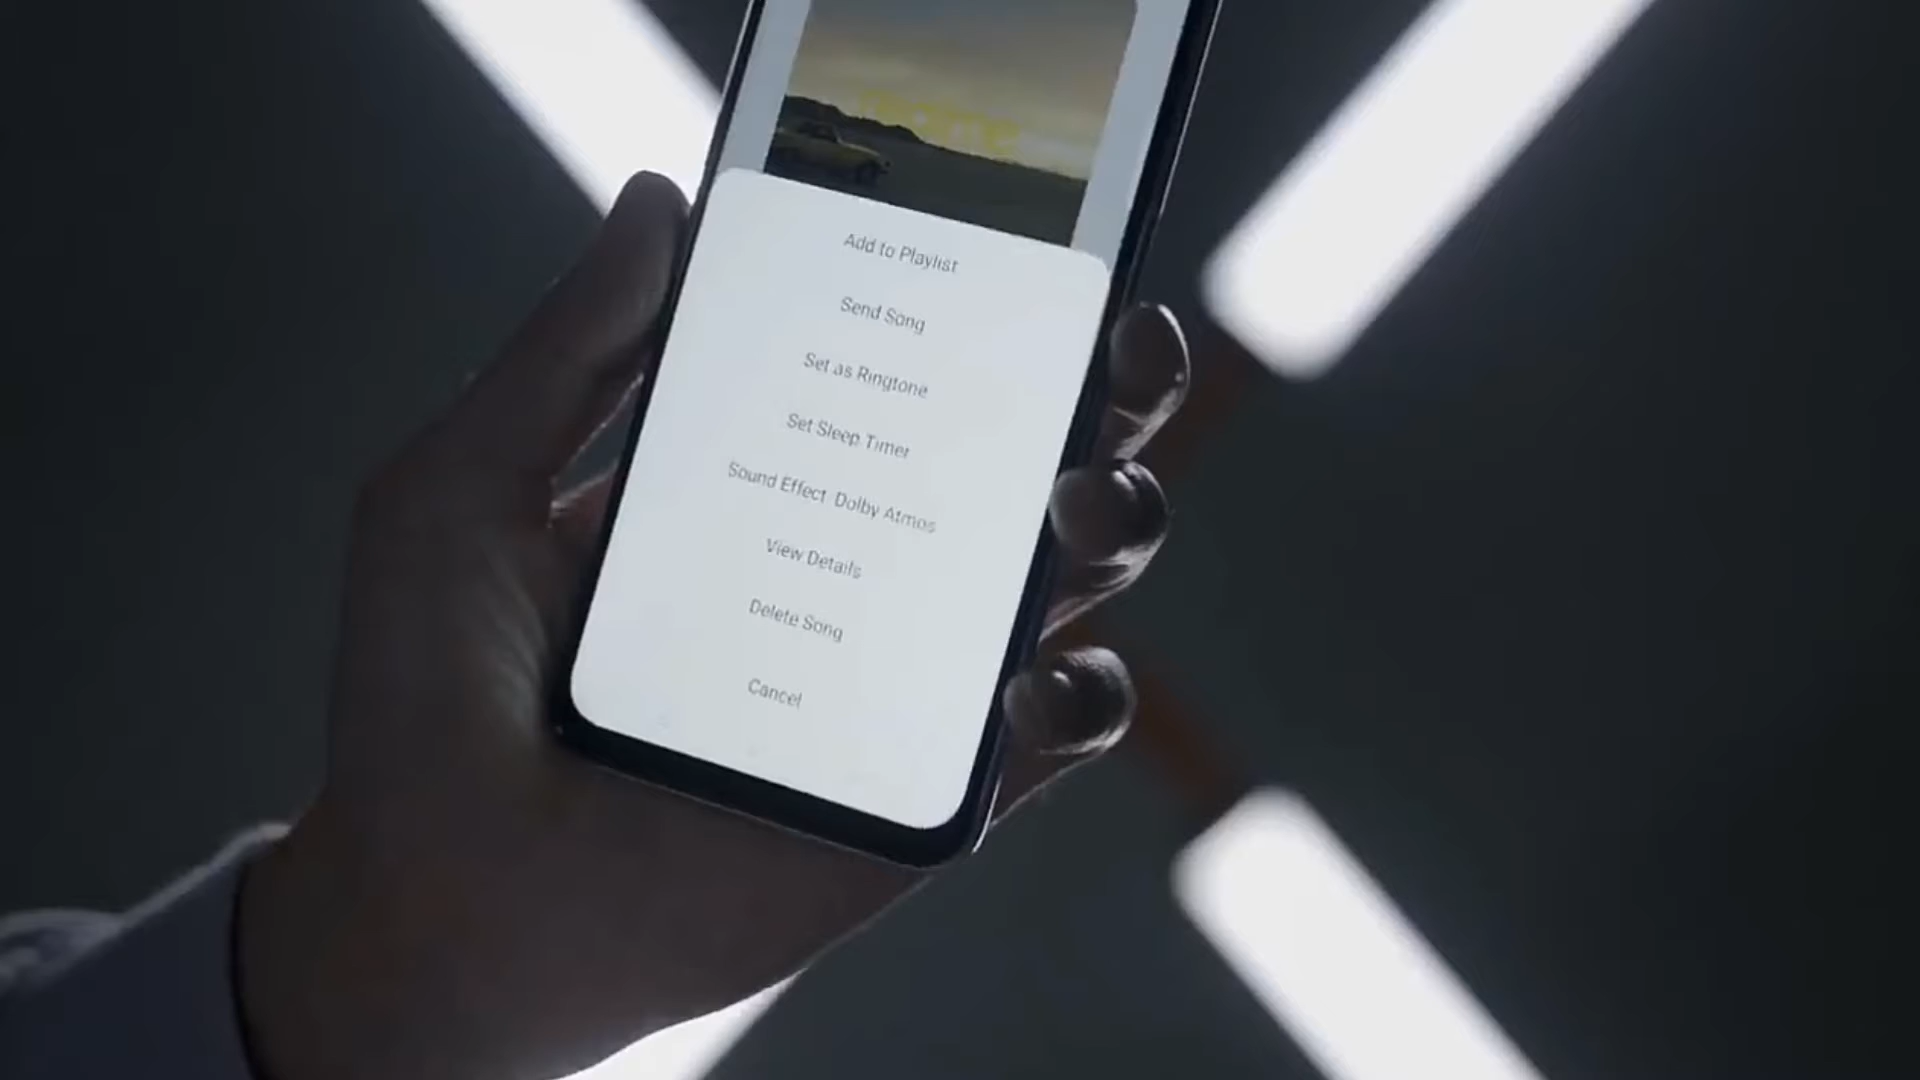 realme
Add to Playlist
Send Song
Set as Ringtone
Set Sleep Timer
Sound Effect Dolby Atmos
View Details
Delete Song
Cancel